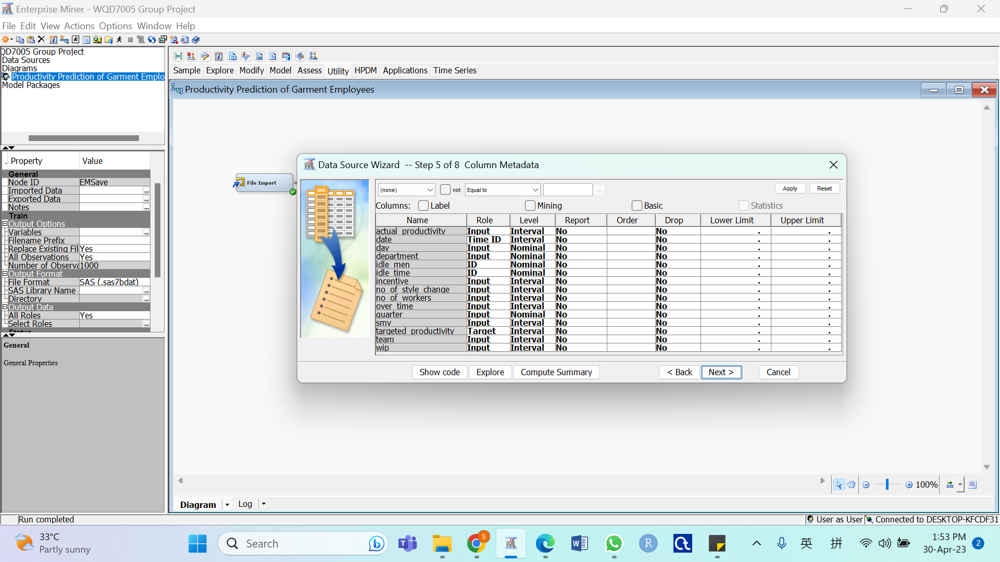 Enterprise Miner - WQD7005 Group Project
File Edit View Actions Options Window Help
QD7005 Group Project
Data Sources
Diagrams
Productivity Prediction of Garment Emplo
Model Packages
Sample Explore Modify Model Assess Utility HPDM Applications Time Series
Productivity Prediction of Garment Employees
. Property Value
General
Node ID EMSave
Imported Data ...
Exported Data ...
Notes ...
Train
Output Options
Variables ...
Filename Prefix
Replace Existing Fil Yes
All Observations Yes
Number of Observa 1000
Output Format
File Format SAS (.sas7bdat)
SAS Library Name ...
Directory ...
Output Data
All Roles Yes
Select Roles ...
Status
General
General Properties
File Import
Data Source Wizard -- Step 5 of 8 Column Metadata
(none) not Equal to ... Apply Reset
Columns: Label Mining Basic Statistics
Name Role Level Report Order Drop Lower Limit Upper Limit
actual_productivity Input Interval No No . .
date Time ID Interval No No . .
day Input Nominal No No . .
department Input Nominal No No . .
idle_men ID Nominal No No . .
idle_time ID Nominal No No . .
incentive Input Interval No No . .
no_of_style_change Input Interval No No . .
no_of_workers Input Interval No No . .
over_time Input Interval No No . .
quarter Input Nominal No No . .
smv Input Interval No No . .
targeted_productivity Target Interval No No . .
team Input Interval No No . .
wip Input Interval No No . .
Show code Explore Compute Summary < Back Next > Cancel
100%
Diagram Log
Run completed
User as User Connected to DESKTOP-KFCDF31
33°C
Partly sunny
Search
S
R
英
拼
1:53 PM
30-Apr-23
2